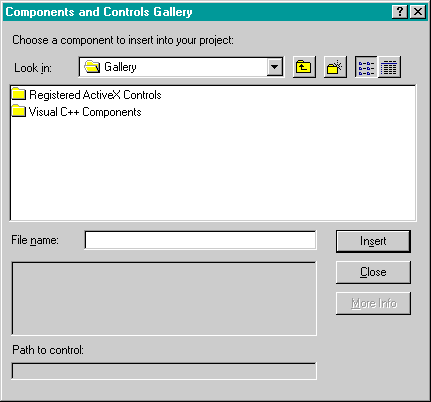 Components and Controls Gallery
Choose a component to insert into your project:
Look in: Gallery
Registered ActiveX Controls
Visual C++ Components
File name: Insert
Close
More Info
Path to control: